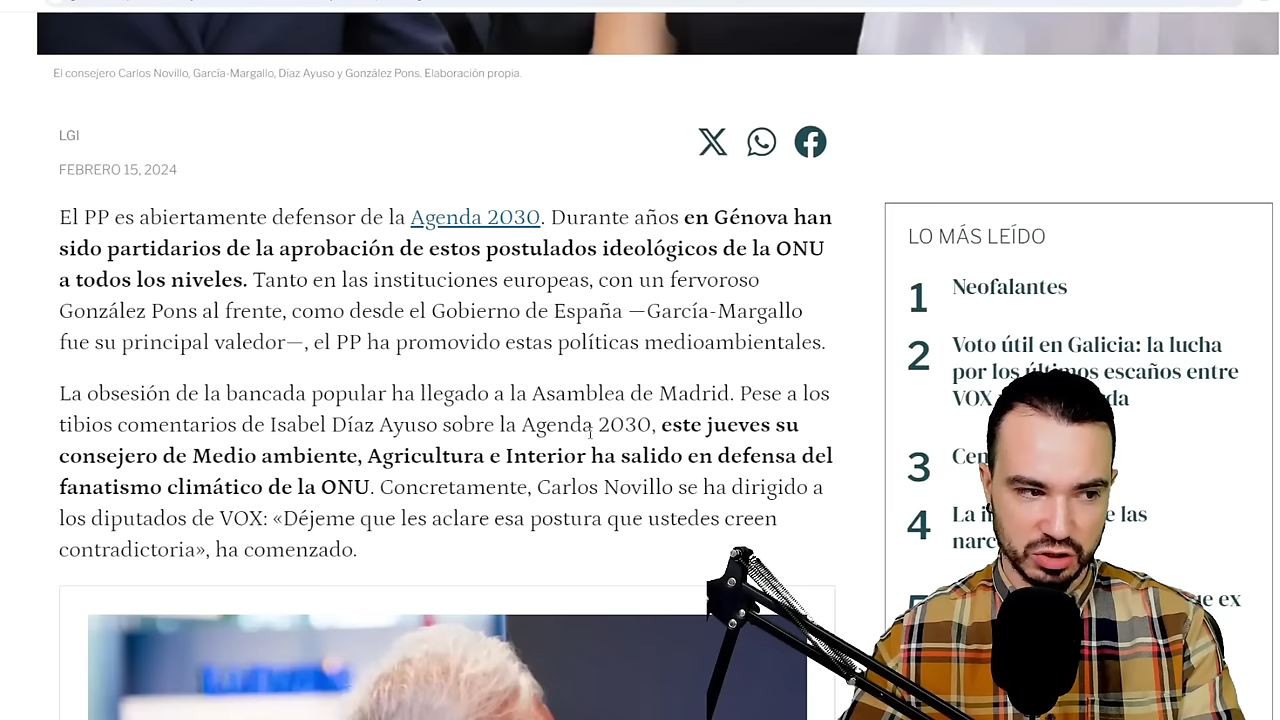 El consejero Carlos Novillo, García-Margallo, Díaz Ayuso y González Pons. Elaboración propia.
LGI
FEBRERO 15, 2024
El PP es abiertamente defensor de la Agenda 2030. Durante años en Génova han
sido partidarios de la aprobación de estos postulados ideológicos de la ONU
a todos los niveles. Tanto en las instituciones europeas, con un fervoroso
González Pons al frente, como desde el Gobierno de España —García-Margallo
fue su principal valedor—, el PP ha promovido estas políticas medioambientales.
La obsesión de la bancada popular ha llegado a la Asamblea de Madrid. Pese a los
tibios comentarios de Isabel Díaz Ayuso sobre la Agenda 2030, este jueves su
consejero de Medio ambiente, Agricultura e Interior ha salido en defensa del
fanatismo climático de la ONU. Concretamente, Carlos Novillo se ha dirigido a
los diputados de VOX: «Déjeme que les aclare esa postura que ustedes creen
contradictoria», ha comenzado.
LO MÁS LEÍDO
1 Neofalantes
2 Voto útil en Galicia: la lucha
por los últimos escaños entre
VOX
3
4 La e las
5 ex